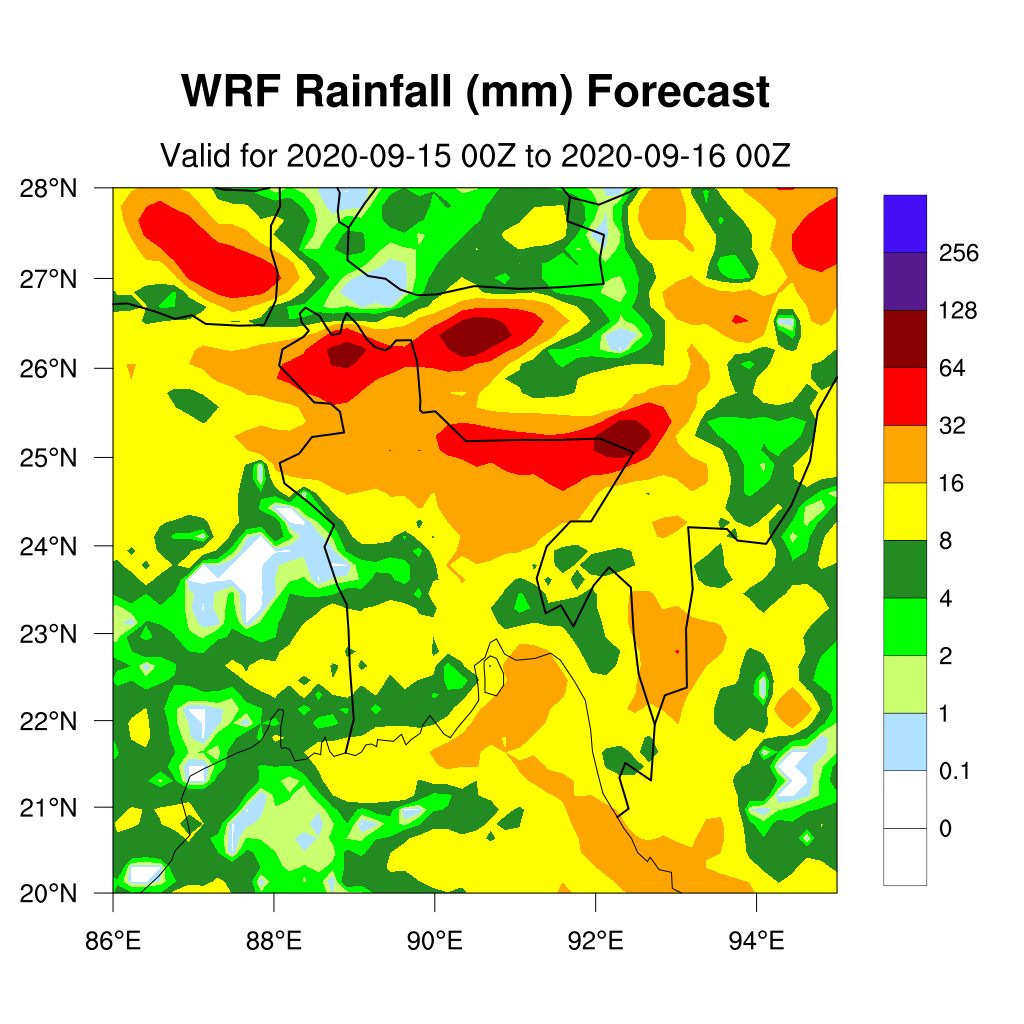 WRF Rainfall (mm) Forecast
Valid for 2020-09-15 00Z to 2020-09-16 00Z
28°N
27°N
26°N
25°N
24°N
23°N
22°N
21°N
20°N
86°E 88°E 90°E 92°E 94°E
256
128
64
32
16
8
4
2
1
0.1
0